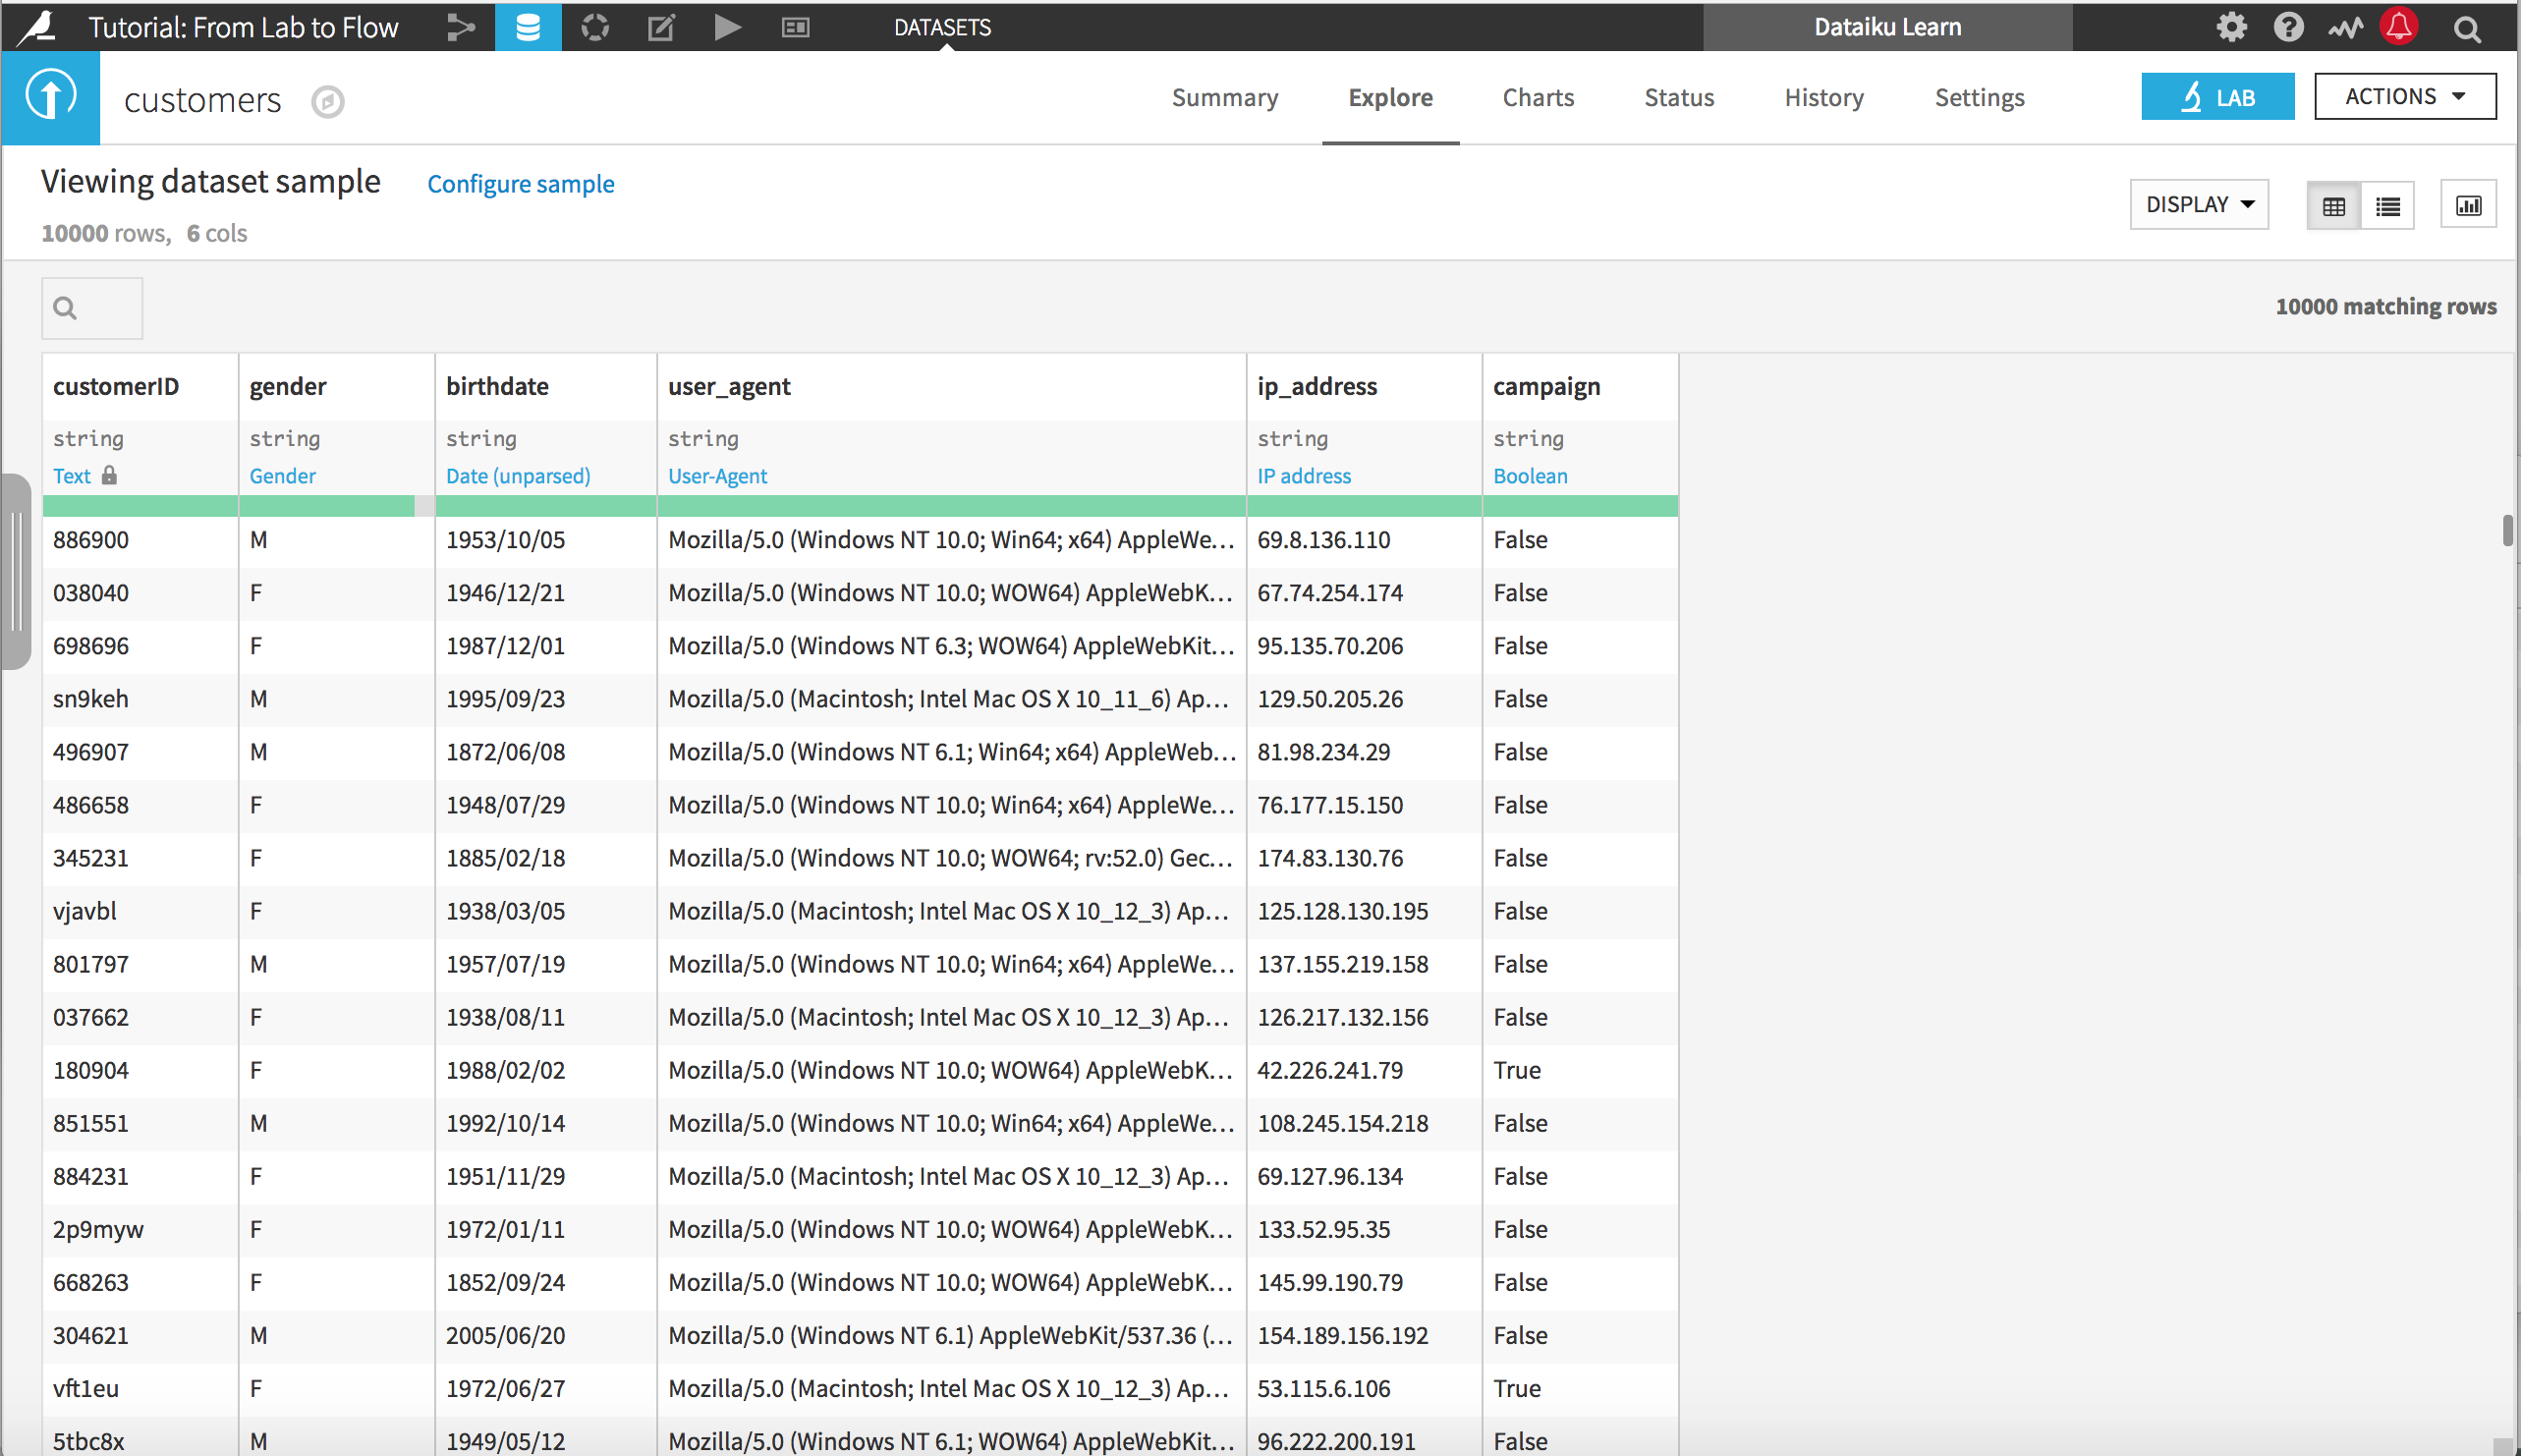 Tutorial: From Lab to Flow DATASETS Dataiku Learn
customers Summary Explore Charts Status History Settings LAB ACTIONS
Viewing dataset sample Configure sample
DISPLAY
10000 rows, 6 cols
10000 matching rows
customerID gender birthdate user_agent ip_address campaign
string string string string string string
Text Gender Date (unparsed) User-Agent IP address Boolean
886900 M 1953/10/05 Mozilla/5.0 (Windows NT 10.0; Win64; x64) AppleWe... 69.8.136.110 False
038040 F 1946/12/21 Mozilla/5.0 (Windows NT 10.0; WOW64) AppleWebK... 67.74.254.174 False
698696 F 1987/12/01 Mozilla/5.0 (Windows NT 6.3; WOW64) AppleWebKit... 95.135.70.206 False
sn9keh M 1995/09/23 Mozilla/5.0 (Macintosh; Intel Mac OS X 10_11_6) Ap... 129.50.205.26 False
496907 M 1872/06/08 Mozilla/5.0 (Windows NT 6.1; Win64; x64) AppleWeb... 81.98.234.29 False
486658 F 1948/07/29 Mozilla/5.0 (Windows NT 10.0; Win64; x64) AppleWe... 76.177.15.150 False
345231 F 1885/02/18 Mozilla/5.0 (Windows NT 10.0; WOW64; rv:52.0) Gec... 174.83.130.76 False
vjavbl F 1938/03/05 Mozilla/5.0 (Macintosh; Intel Mac OS X 10_12_3) Ap... 125.128.130.195 False
801797 M 1957/07/19 Mozilla/5.0 (Windows NT 10.0; Win64; x64) AppleWe... 137.155.219.158 False
037662 F 1938/08/11 Mozilla/5.0 (Macintosh; Intel Mac OS X 10_12_3) Ap... 126.217.132.156 False
180904 F 1988/02/02 Mozilla/5.0 (Windows NT 10.0; WOW64) AppleWebK... 42.226.241.79 True
851551 M 1992/10/14 Mozilla/5.0 (Windows NT 10.0; Win64; x64) AppleWe... 108.245.154.218 False
884231 F 1951/11/29 Mozilla/5.0 (Macintosh; Intel Mac OS X 10_12_3) Ap... 69.127.96.134 False
2p9myw F 1972/01/11 Mozilla/5.0 (Windows NT 10.0; WOW64) AppleWebK... 133.52.95.35 False
668263 F 1852/09/24 Mozilla/5.0 (Windows NT 10.0; WOW64) AppleWebK... 145.99.190.79 False
304621 M 2005/06/20 Mozilla/5.0 (Windows NT 6.1) AppleWebKit/537.36 (... 154.189.156.192 False
vft1eu F 1972/06/27 Mozilla/5.0 (Macintosh; Intel Mac OS X 10_12_3) Ap... 53.115.6.106 True
5tbc8x M 1949/05/12 Mozilla/5.0 (Windows NT 6.1; WOW64) AppleWebKit... 96.222.200.191 False